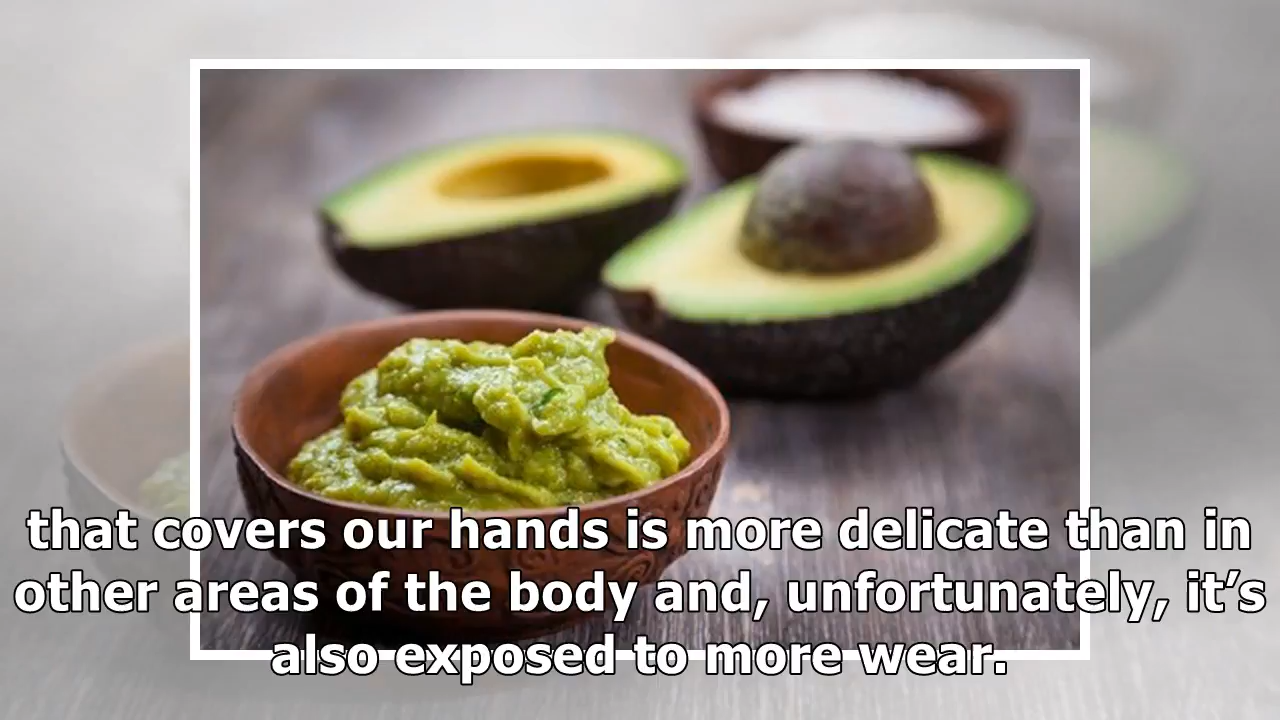 that covers our hands is more delicate than in
other areas of the body and, unfortunately, it’s
also exposed to more wear.